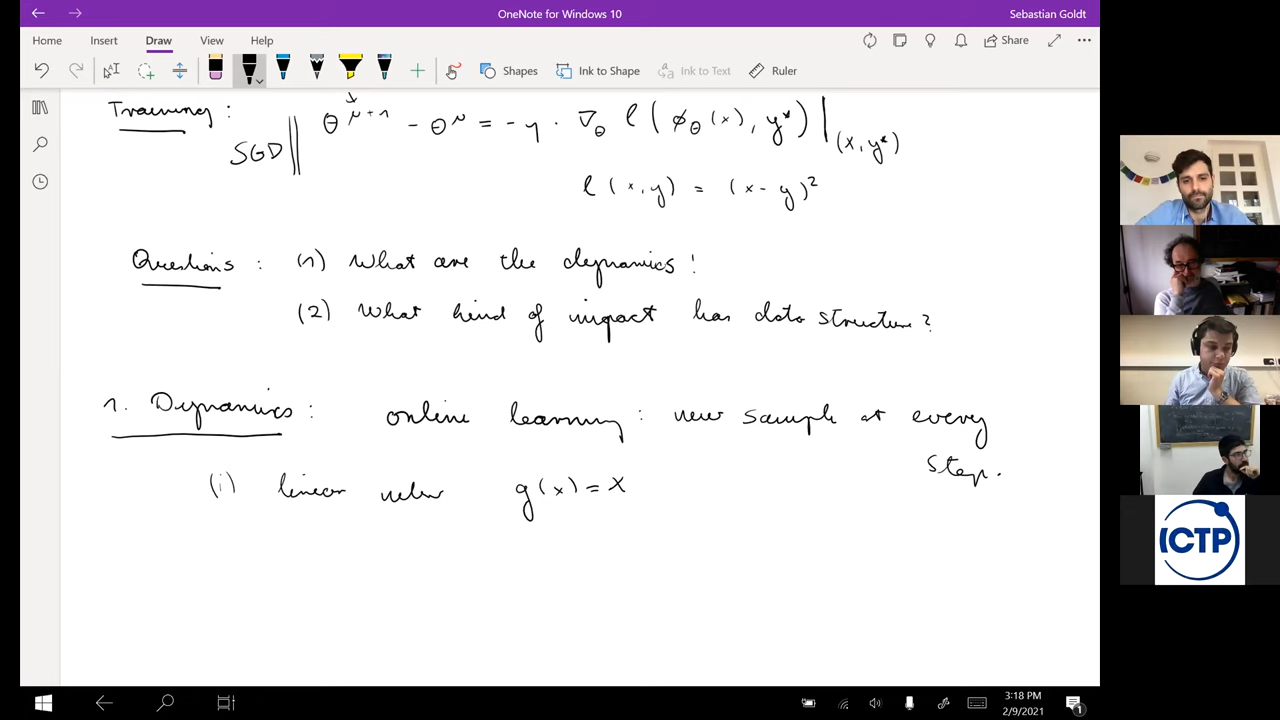 OneNote for Windows 10
Sebastian Goldt
Home Insert Draw View Help
Share
Shapes
Ink to Shape
Ink to Text
Ruler
Training :
SGD || θ^{μ+1} - θ^μ = - η · ∇_θ ℓ ( ϕ_θ (x), y* ) |_(x, y*)
ℓ (x, y) = (x - y)²
Questions : (1) What are the dynamics !
(2) What kind of impact has data structure ?
1. Dynamics : online learning : new sample at every
step.
(i) linear g(x) = x
ICTP
3:18 PM
2/9/2021
1